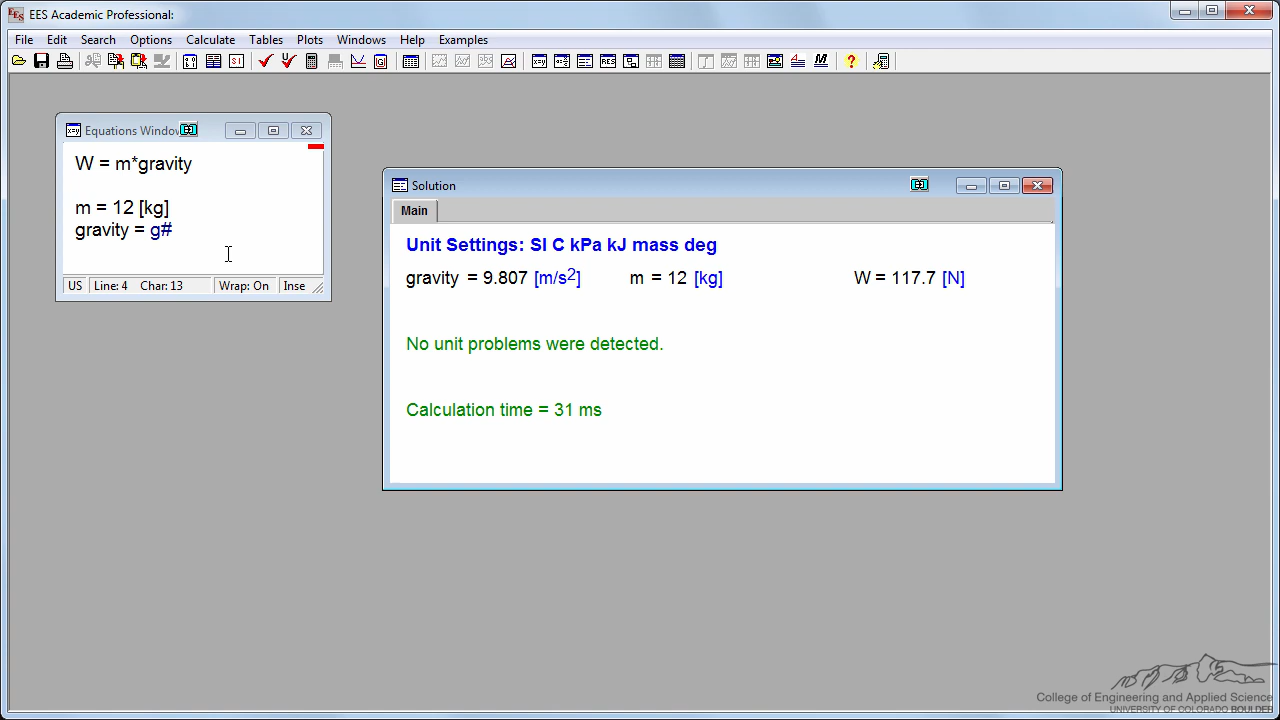 EES Academic Professional:
File Edit Search Options Calculate Tables Plots Windows Help Examples
Equations Window
W = m*gravity
m = 12 [kg]
gravity = g#
US Line: 4 Char: 13 Wrap: On Inse
Solution
Main
Unit Settings: SI C kPa kJ mass deg
gravity = 9.807 [m/s2] m = 12 [kg] W = 117.7 [N]
No unit problems were detected.
Calculation time = 31 ms
College of Engineering and Applied Science
UNIVERSITY OF COLORADO BOULDER